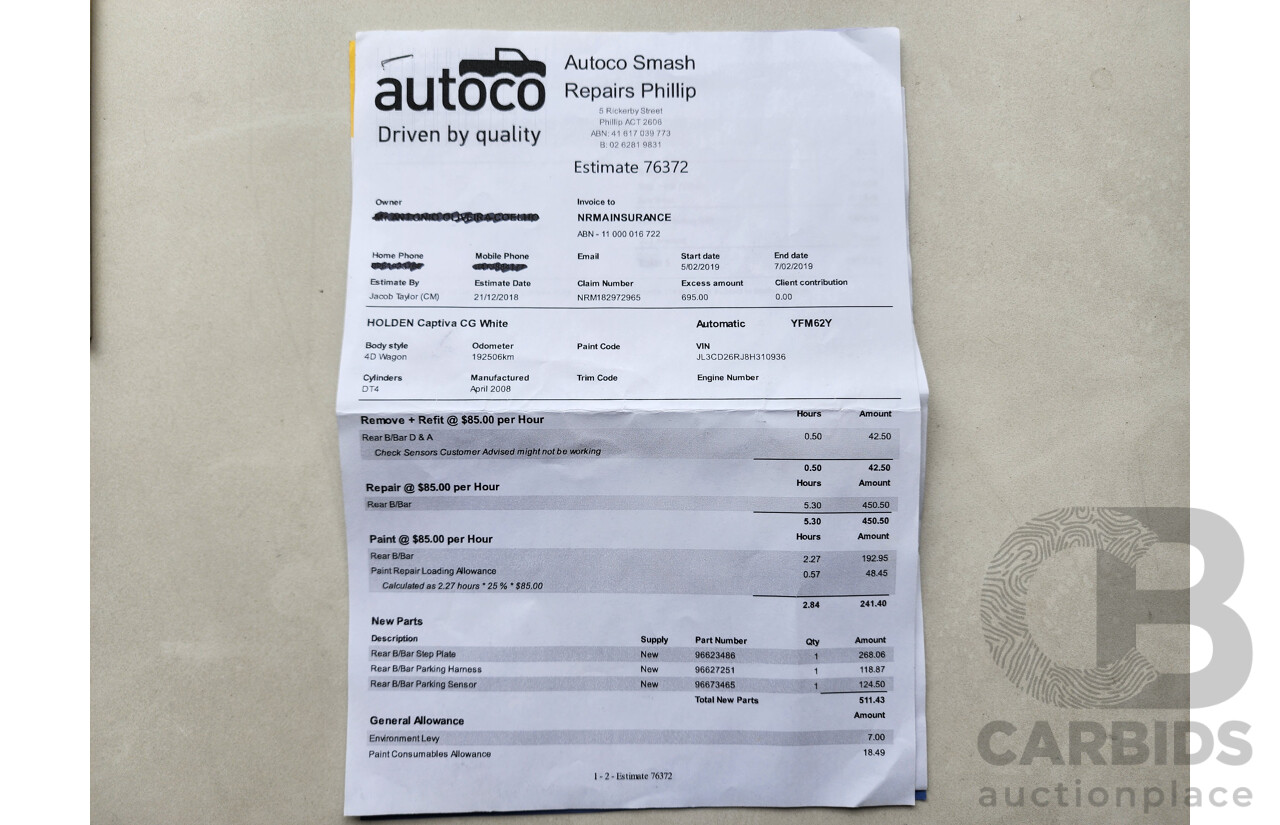 autoco
Driven by quality
Autoco Smash
Repairs Phillip
5 Rickerby Street
Phillip ACT 2606
ABN: 41 617 039 773
B: 02 6281 9831
Estimate 76372
Owner
Invoice to
NRMAINSURANCE
ABN - 11 000 016 722
Home Phone Mobile Phone Email Start date End date
5/02/2019 7/02/2019
Estimate By Estimate Date Claim Number Excess amount Client contribution
Jacob Taylor (CM) 21/12/2018 NRM182972965 695.00 0.00
HOLDEN Captiva CG White Automatic YFM62Y
Body style Odometer Paint Code VIN
4D Wagon 192506km JL3CD26RJ8H310936
Cylinders Manufactured Trim Code Engine Number
DT4 April 2008
Remove + Refit @ $85.00 per Hour Hours Amount
Rear B/Bar D & A 0.50 42.50
Check Sensors Customer Advised might not be working
0.50 42.50
Repair @ $85.00 per Hour Hours Amount
Rear B/Bar 5.30 450.50
5.30 450.50
Paint @ $85.00 per Hour Hours Amount
Rear B/Bar 2.27 192.95
Paint Repair Loading Allowance 0.57 48.45
Calculated as 2.27 hours * 25 % * $85.00
2.84 241.40
New Parts
Description Supply Part Number Qty Amount
Rear B/Bar Step Plate New 96623486 1 268.06
Rear B/Bar Parking Harness New 96627251 1 118.87
Rear B/Bar Parking Sensor New 96673465 1 124.50
Total New Parts 511.43
General Allowance Amount
Environment Levy 7.00
Paint Consumables Allowance 18.49
1 - 2 - Estimate 76372
CB
CARBIDS
auctionplace